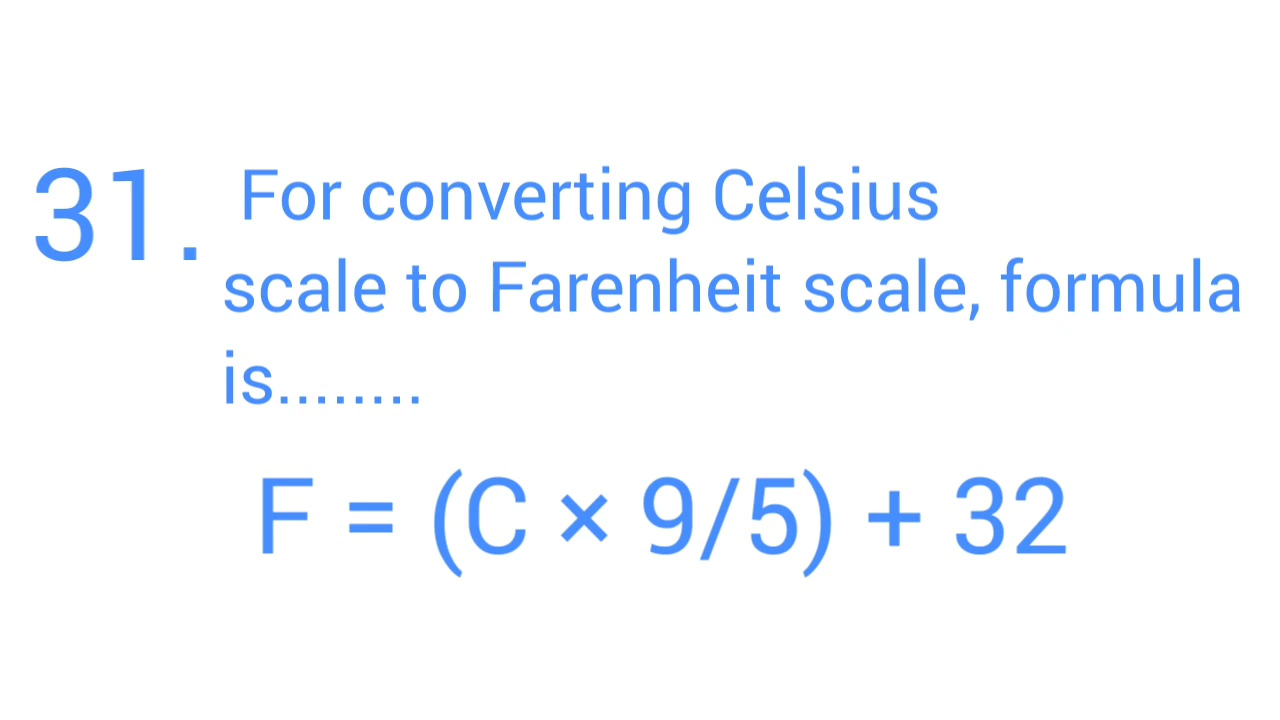 31. For converting Celsius
scale to Farenheit scale, formula
is........
F = (C × 9/5) + 32